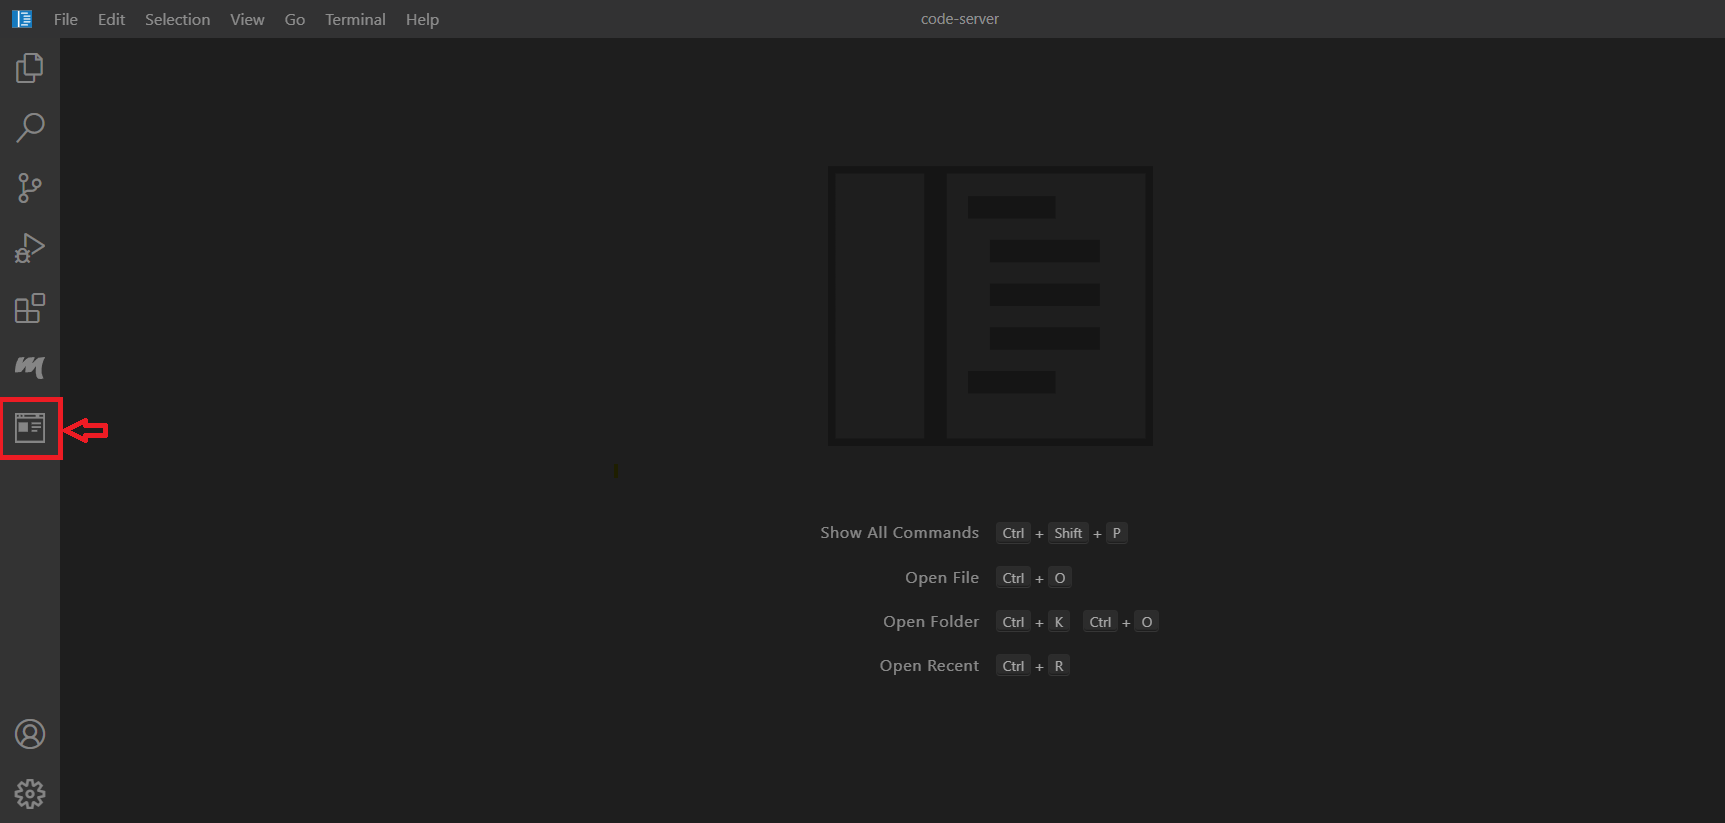 File Edit Selection View Go Terminal Help code-server
Show All Commands Ctrl + Shift + P
Open File Ctrl + O
Open Folder Ctrl + K Ctrl + O
Open Recent Ctrl + R